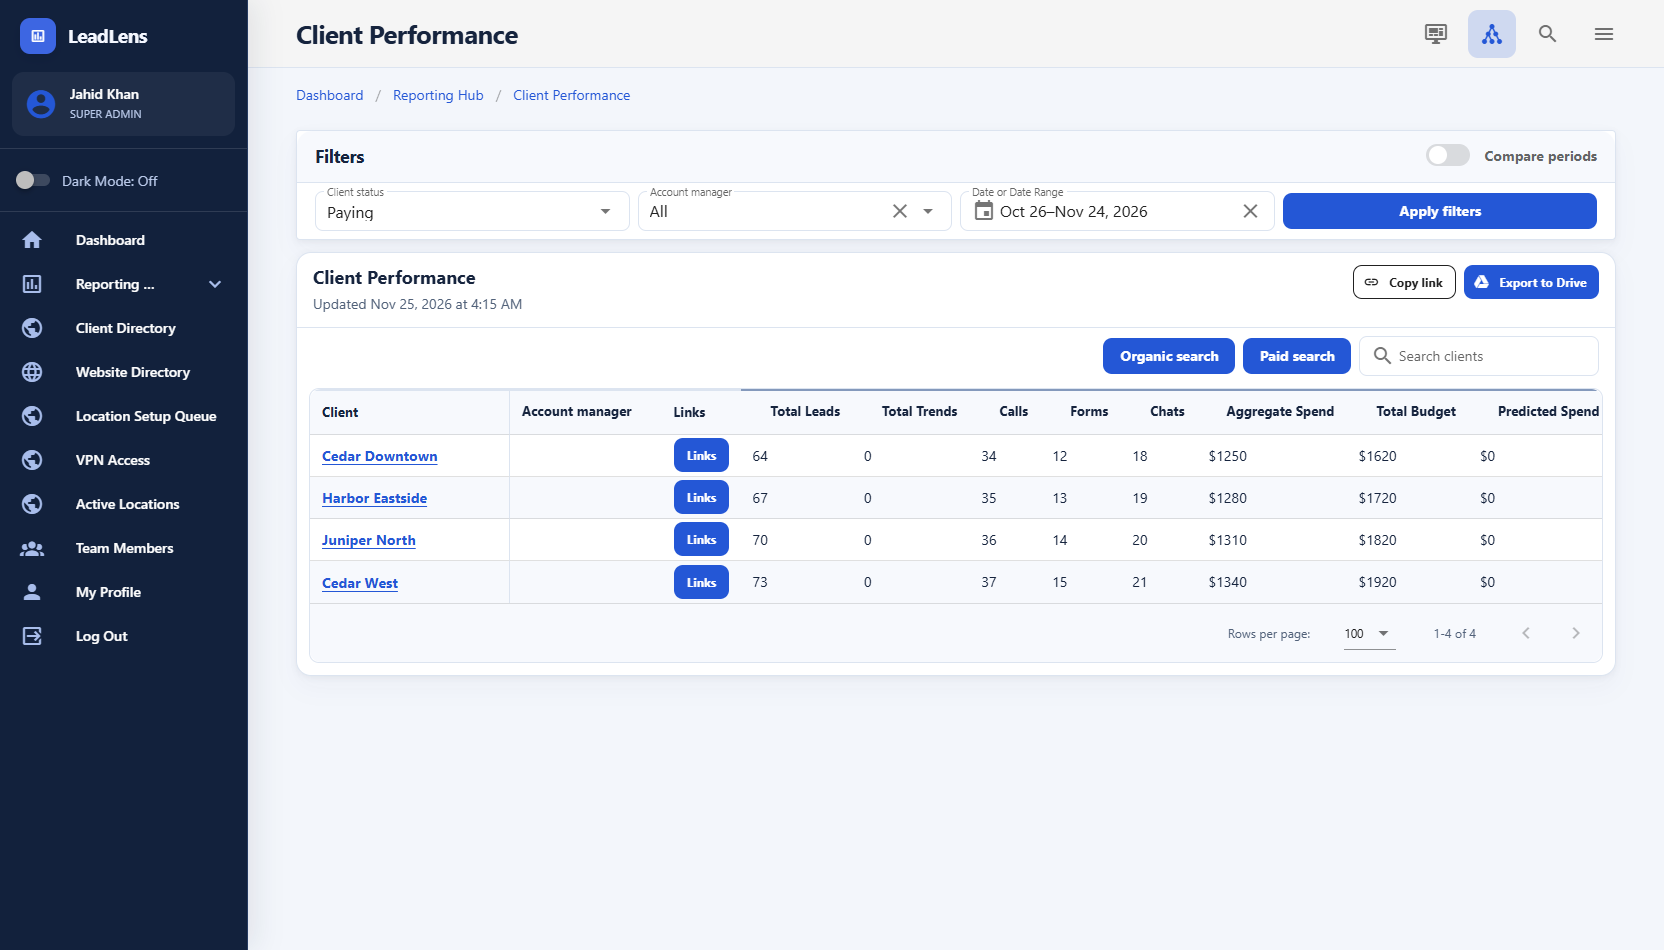 LeadLens
Jahid Khan
SUPER ADMIN
Dark Mode: Off
Dashboard
Reporting ...
Client Directory
Website Directory
Location Setup Queue
VPN Access
Active Locations
Team Members
My Profile
Log Out
Client Performance
Dashboard / Reporting Hub / Client Performance
Filters
Compare periods
Client status
Paying
Account manager
All
Date or Date Range
Oct 26–Nov 24, 2026
Apply filters
Client Performance
Updated Nov 25, 2026 at 4:15 AM
Copy link
Export to Drive
Organic search
Paid search
Search clients
Client Account manager Links Total Leads Total Trends Calls Forms Chats Aggregate Spend Total Budget Predicted Spend
Cedar Downtown Links 64 0 34 12 18 $1250 $1620 $0
Harbor Eastside Links 67 0 35 13 19 $1280 $1720 $0
Juniper North Links 70 0 36 14 20 $1310 $1820 $0
Cedar West Links 73 0 37 15 21 $1340 $1920 $0
Rows per page: 100 1-4 of 4